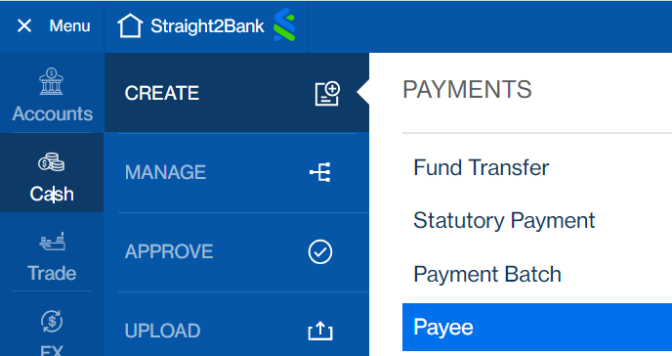 × Menu
Straight2Bank
Accounts
Cash
Trade
FX
CREATE
MANAGE
APPROVE
UPLOAD
PAYMENTS
Fund Transfer
Statutory Payment
Payment Batch
Payee